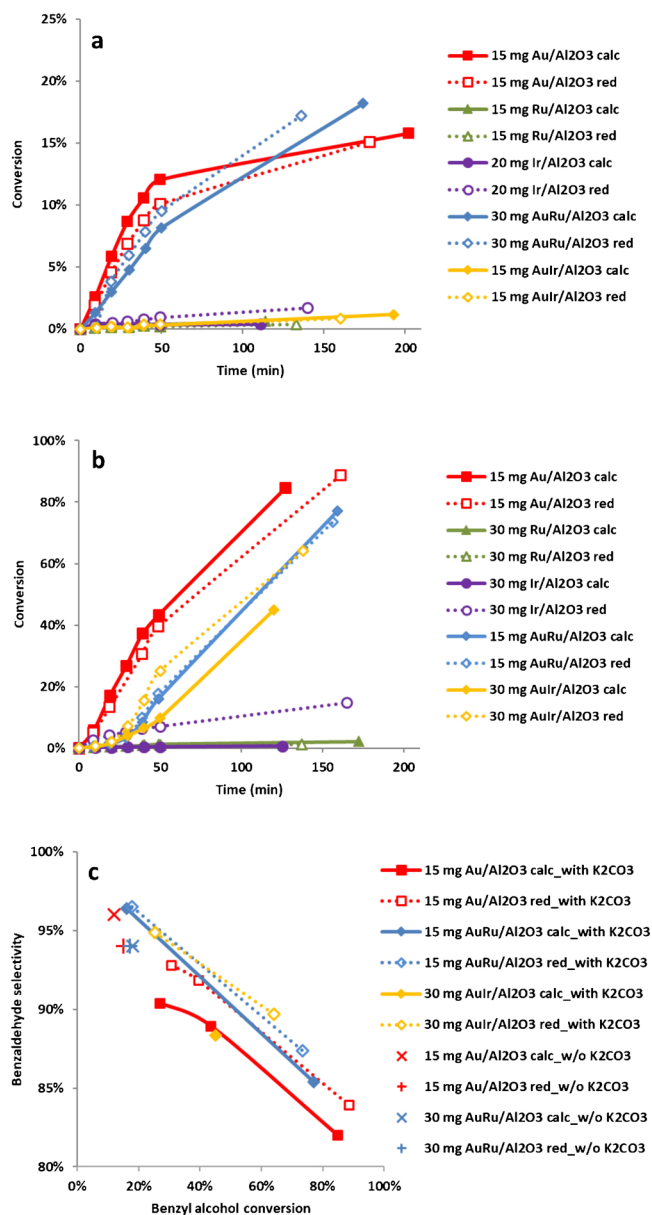 a
25%
20%
15%
10%
5%
0%
Conversion
0 50 100 150 200
Time (min)
15 mg Au/Al2O3 calc
15 mg Au/Al2O3 red
15 mg Ru/Al2O3 calc
15 mg Ru/Al2O3 red
20 mg Ir/Al2O3 calc
20 mg Ir/Al2O3 red
30 mg AuRu/Al2O3 calc
30 mg AuRu/Al2O3 red
15 mg AuIr/Al2O3 calc
15 mg AuIr/Al2O3 red
b
100%
80%
60%
40%
20%
0%
Conversion
0 50 100 150 200
Time (min)
15 mg Au/Al2O3 calc
15 mg Au/Al2O3 red
30 mg Ru/Al2O3 calc
30 mg Ru/Al2O3 red
30 mg Ir/Al2O3 calc
30 mg Ir/Al2O3 red
15 mg AuRu/Al2O3 calc
15 mg AuRu/Al2O3 red
30 mg AuIr/Al2O3 calc
30 mg AuIr/Al2O3 red
c
100%
95%
90%
85%
80%
Benzaldehyde selectivity
0% 20% 40% 60% 80% 100%
Benzyl alcohol conversion
15 mg Au/Al2O3 calc_with K2CO3
15 mg Au/Al2O3 red_with K2CO3
15 mg AuRu/Al2O3 calc_with K2CO3
15 mg AuRu/Al2O3 red_with K2CO3
30 mg AuIr/Al2O3 calc_with K2CO3
30 mg AuIr/Al2O3 red_with K2CO3
15 mg Au/Al2O3 calc_w/o K2CO3
15 mg Au/Al2O3 red_w/o K2CO3
30 mg AuRu/Al2O3 calc_w/o K2CO3
30 mg AuRu/Al2O3 red_w/o K2CO3